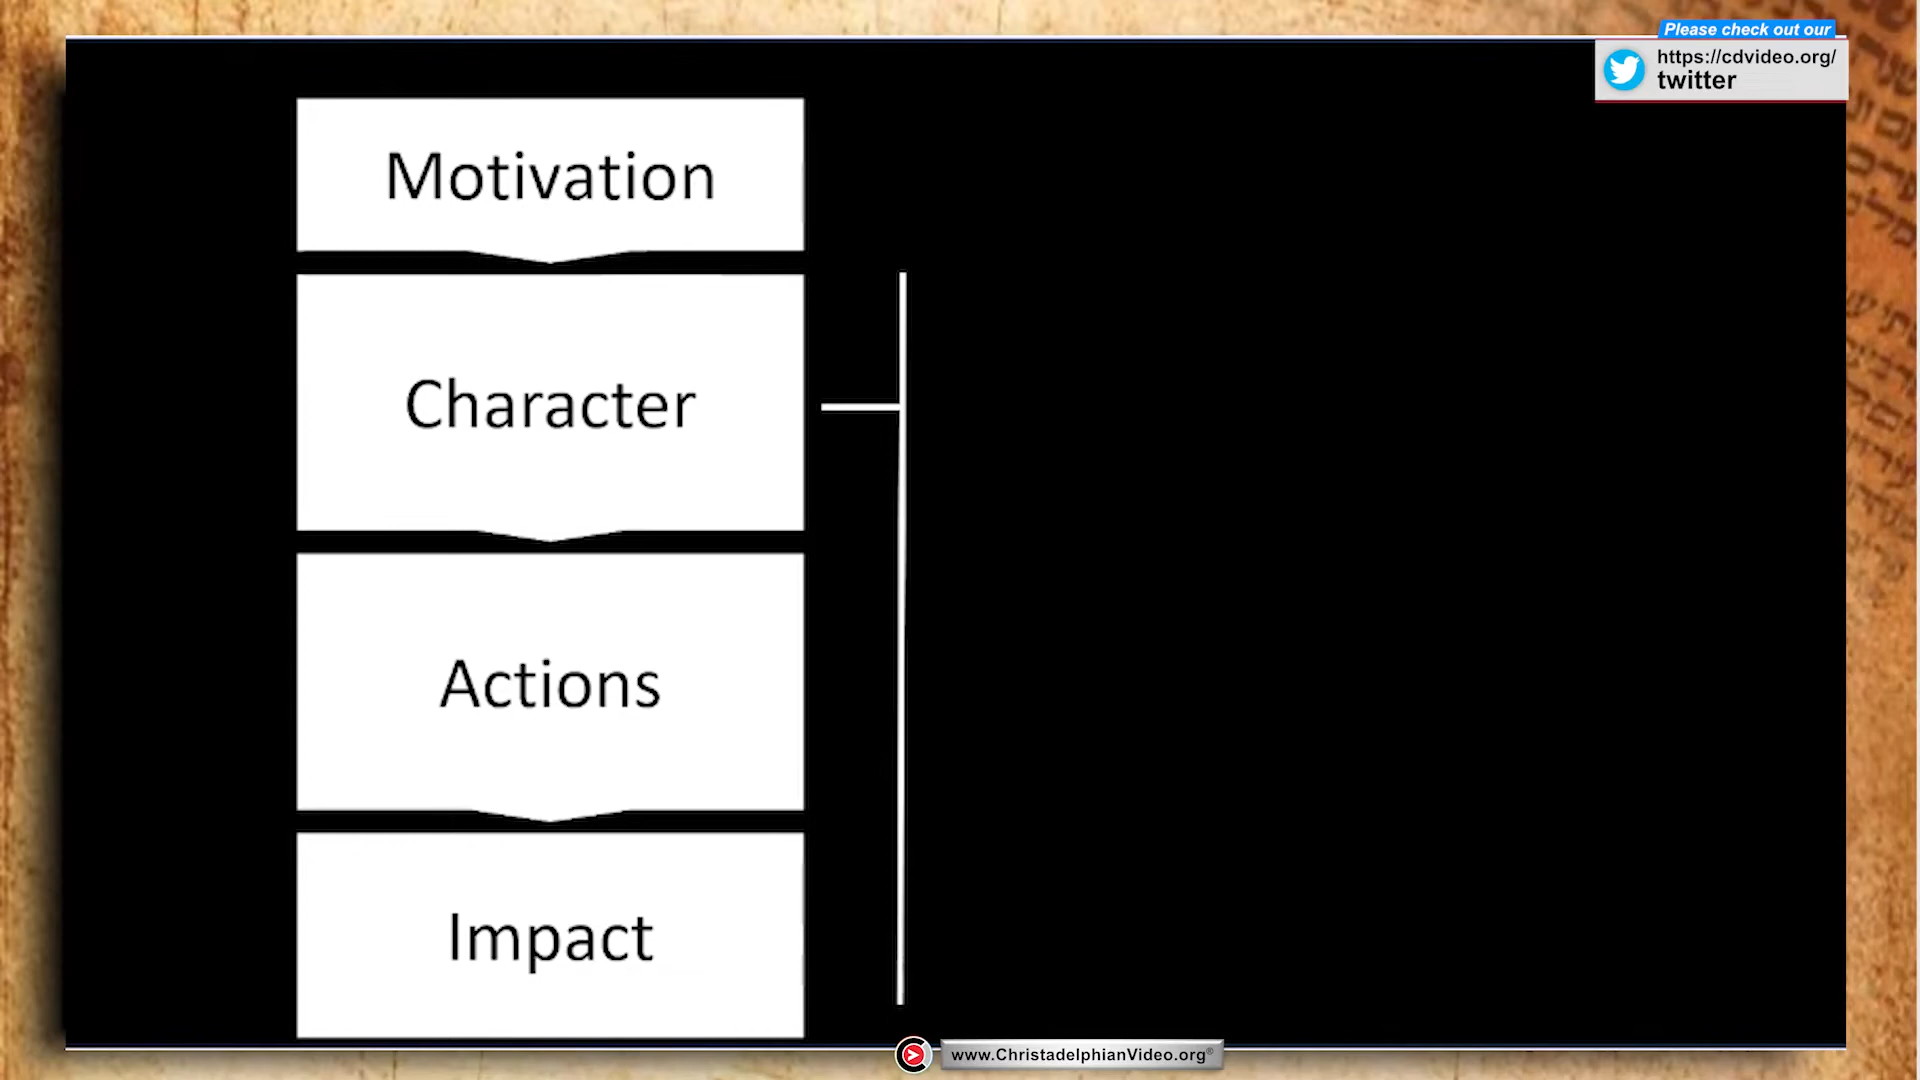 Please check out our
https://cdvideo.org/
twitter
Motivation
Character
Actions
Impact
www.ChristadelphianVideo.org®